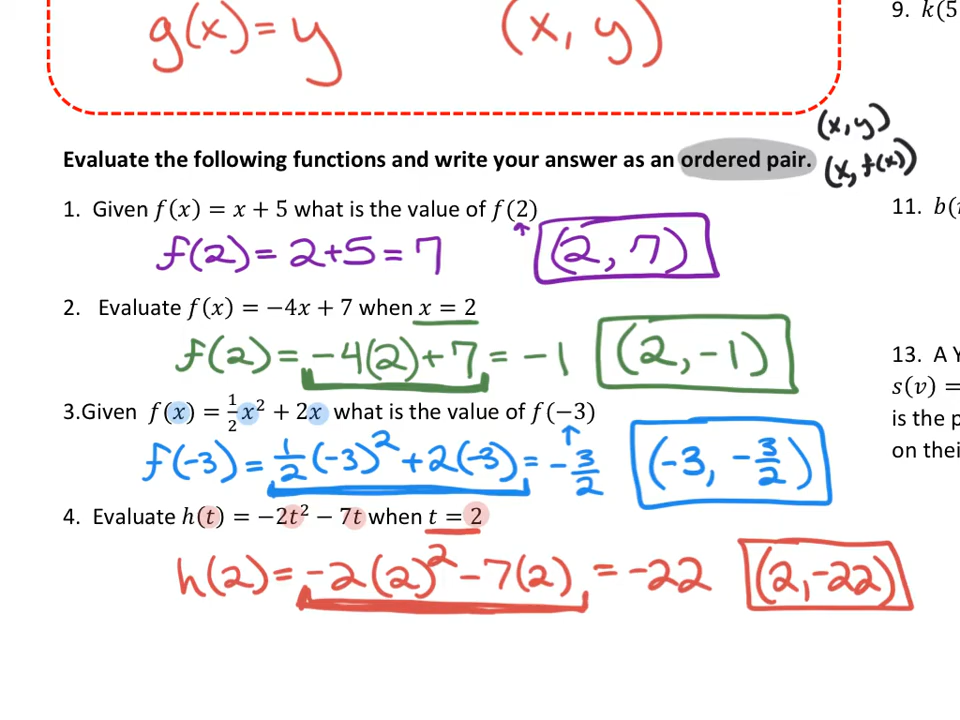 g(x) = y (x, y)
9. k(5
(x, y)
Evaluate the following functions and write your answer as an ordered pair. (x, f(x))
1. Given f(x) = x + 5 what is the value of f(2)
11. b(
f(2) = 2+5 = 7 (2, 7)
2. Evaluate f(x) = −4x + 7 when x = 2
f(2) = -4(2)+7 = -1 (2, -1)
13. A Y
3.Given f(x) = 1/2 x² + 2x what is the value of f(−3)
s(v) =
is the p
on thei
f(-3) = 1/2 (-3)² + 2(-3) = -3/2 (-3, -3/2)
4. Evaluate h(t) = −2t² − 7t when t = 2
h(2) = -2(2)² - 7(2) = -22 (2, -22)